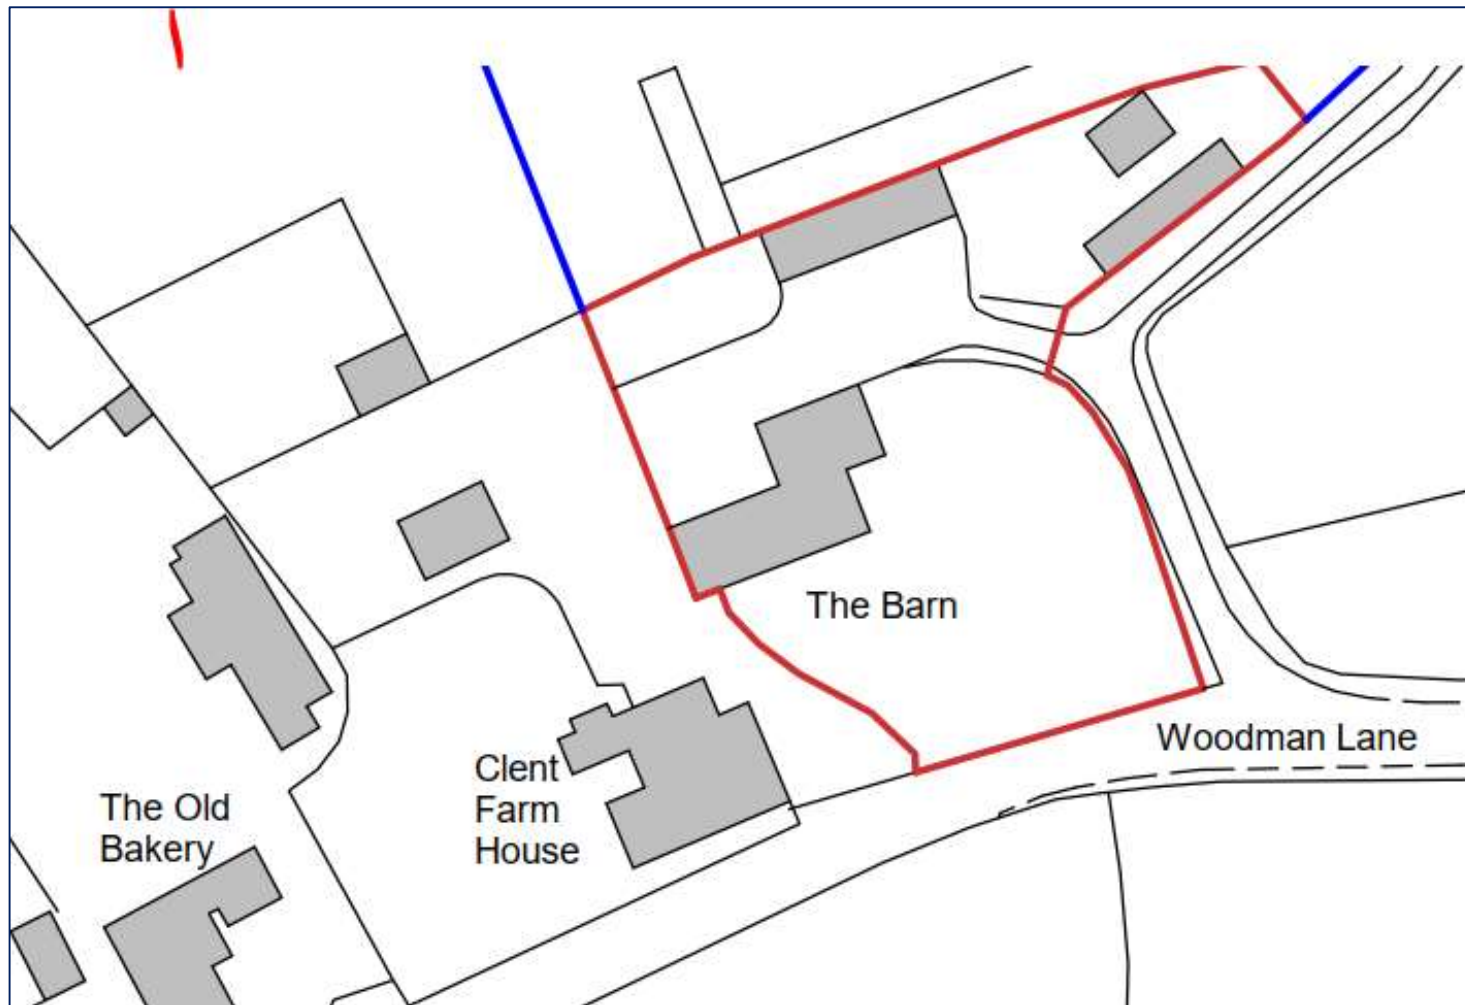 The Barn
Woodman Lane
Clent
Farm
House
The Old
Bakery